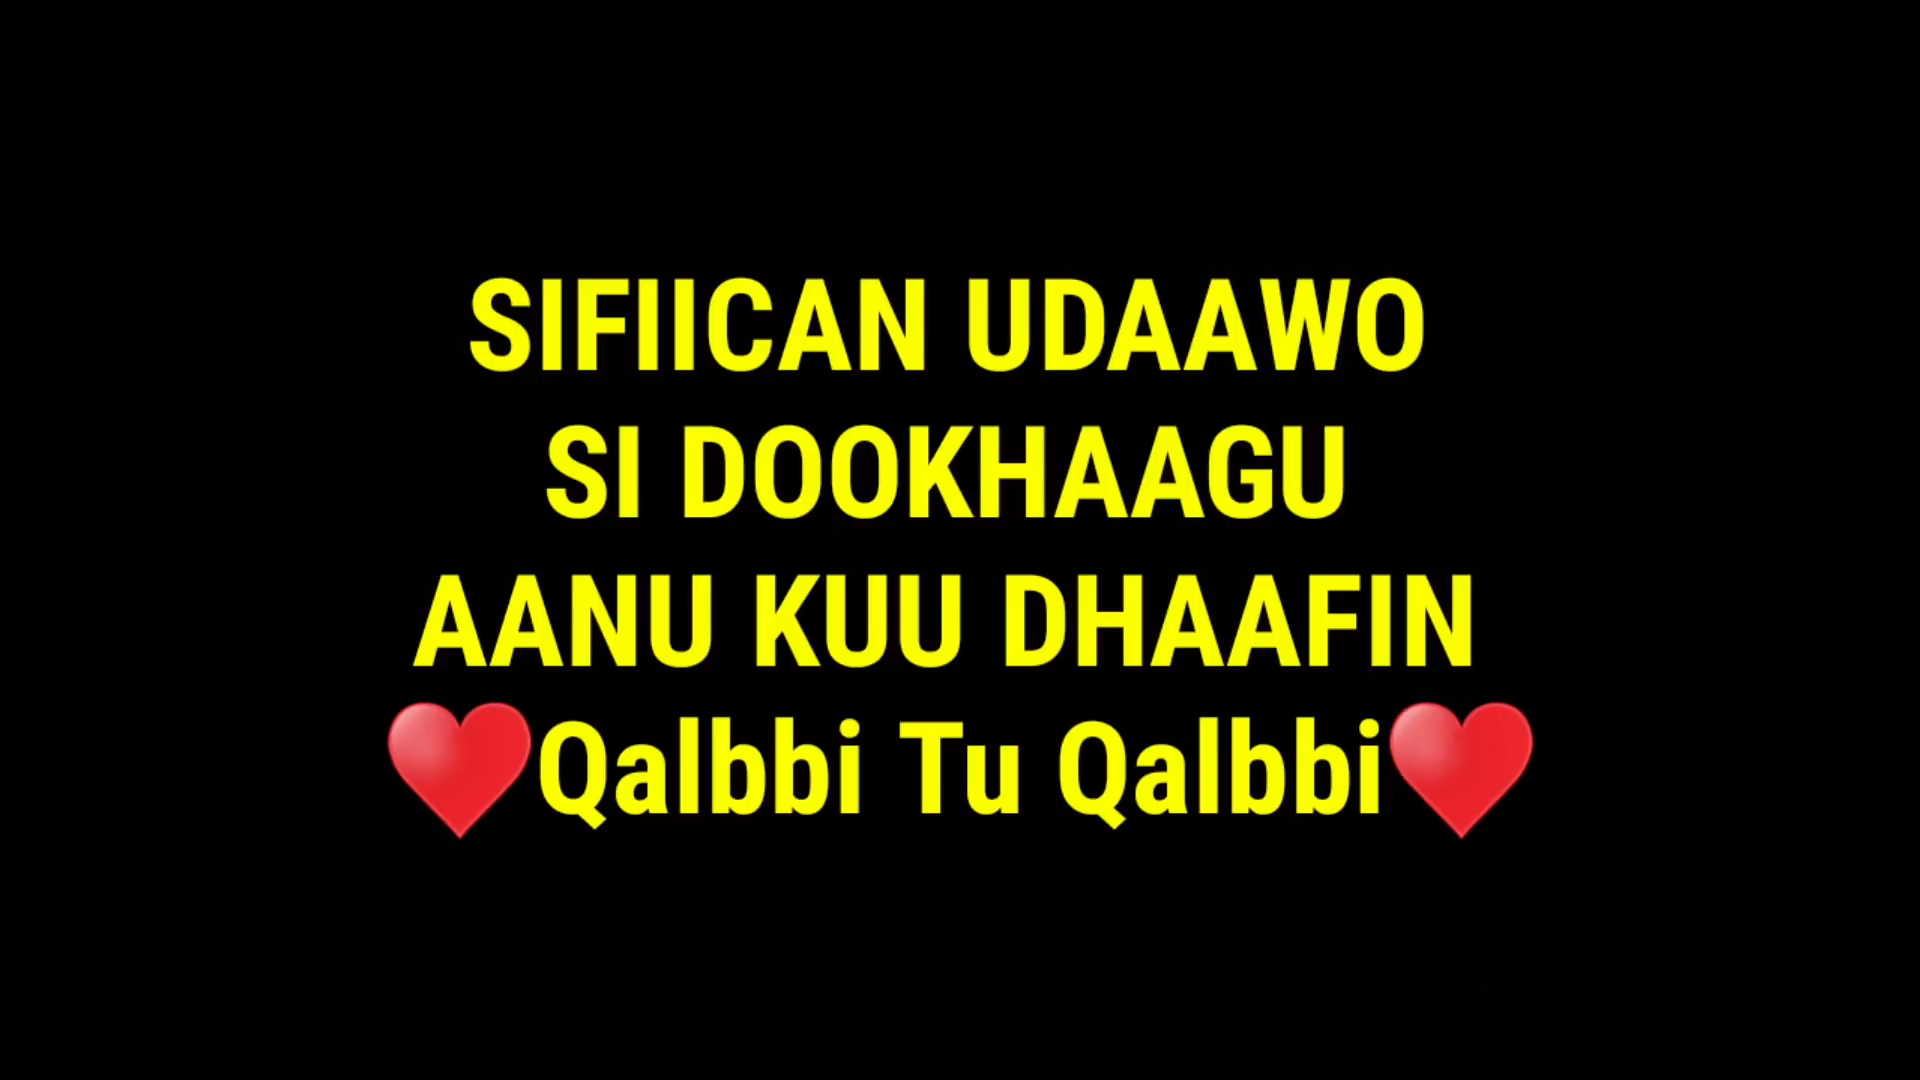 SIFIICAN UDAAWO
SI DOOKHAAGU
AANU KUU DHAAFIN
♥️Qalbbi Tu Qalbbi♥️